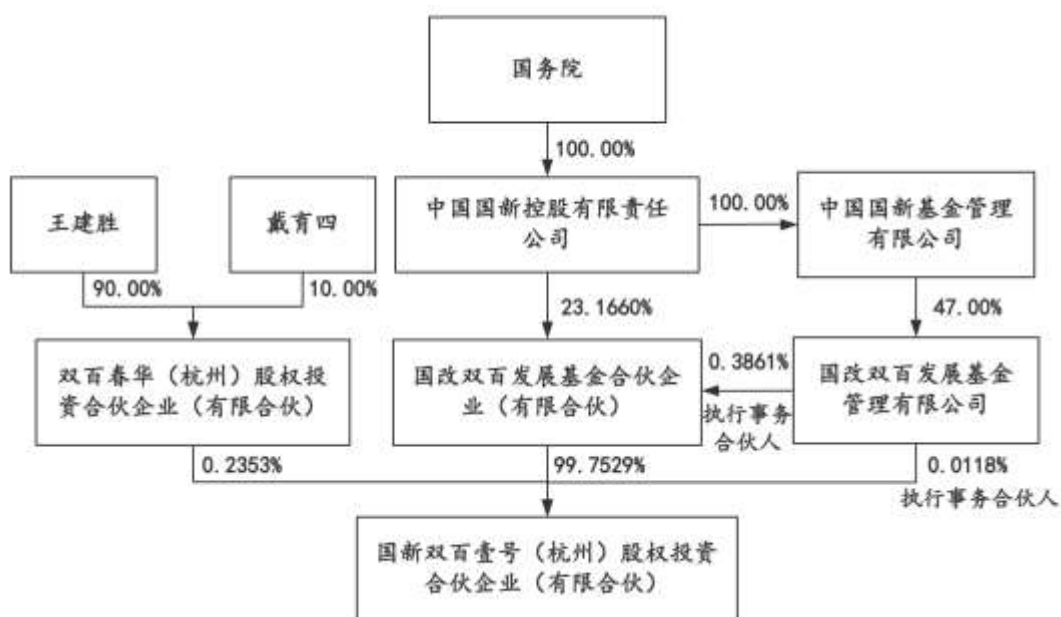 国务院
100.00%
王建胜
戴育四
中国国新控股有限责任
公司
100.00%
中国国新基金管理
有限公司
90.00%
10.00%
23.1660%
47.00%
双百春华（杭州）股权投
资合伙企业（有限合伙）
国改双百发展基金合伙企
业（有限合伙）
0.3861%
执行事务
合伙人
国改双百发展基金
管理有限公司
0.2353%
99.7529%
0.0118%
执行事务合伙人
国新双百壹号（杭州）股权投资
合伙企业（有限合伙）